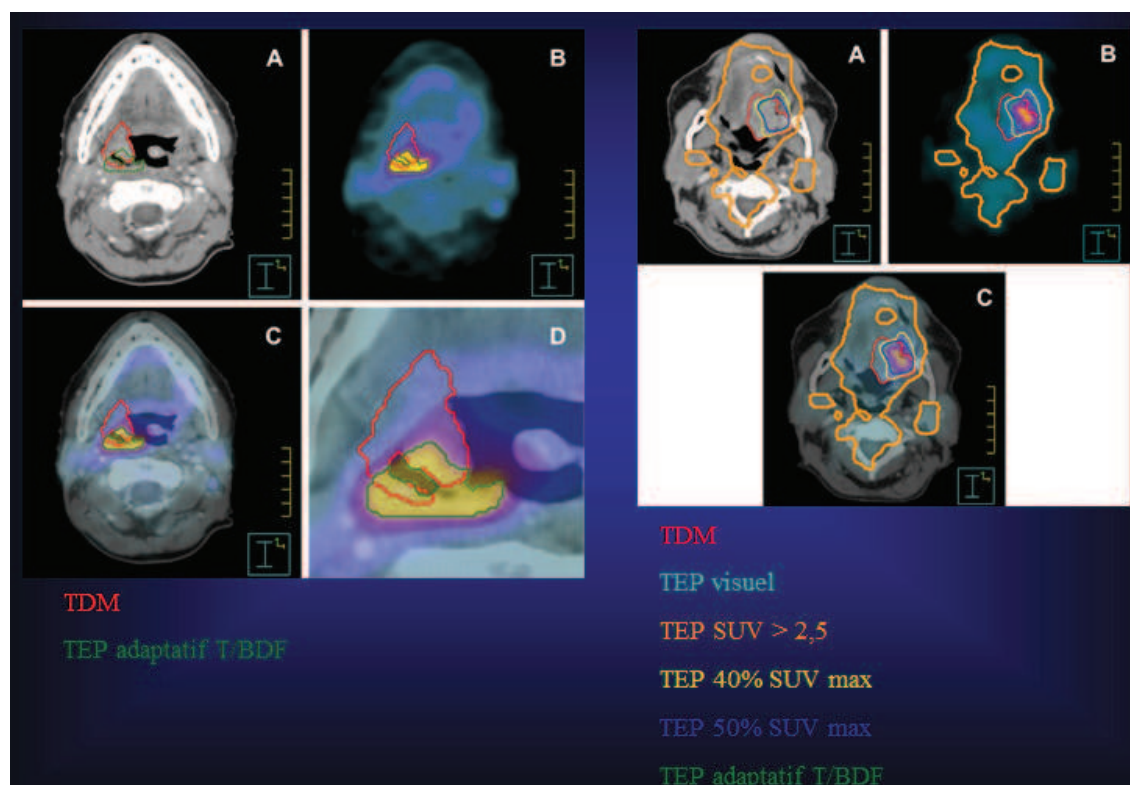 A
B
C
D
TDM
TEP adaptatif T/BDF
A
B
C
TDM
TEP visuel
TEP SUV > 2,5
TEP 40% SUV max
TEP 50% SUV max
TEP adaptatif T/BDF